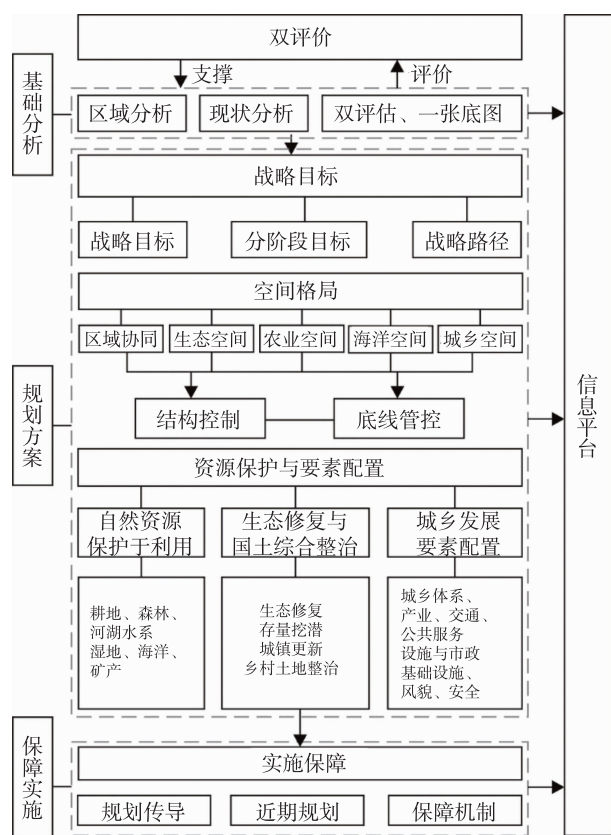 双评价
支撑
评价
基础分析
区域分析
现状分析
双评估、一张底图
战略目标
战略目标
分阶段目标
战略路径
空间格局
区域协同
生态空间
农业空间
海洋空间
城乡空间
规划方案
结构控制
底线管控
信息平台
资源保护与要素配置
自然资源
保护于利用
生态修复与
国土综合整治
城乡发展
要素配置
耕地、森林、
河湖水系
湿地、海洋、
矿产
生态修复
存量挖潜
城镇更新
乡村土地整治
城乡体系、
产业、交通、
公共服务
设施与市政
基础设施、
风貌、安全
保障实施
实施保障
规划传导
近期规划
保障机制